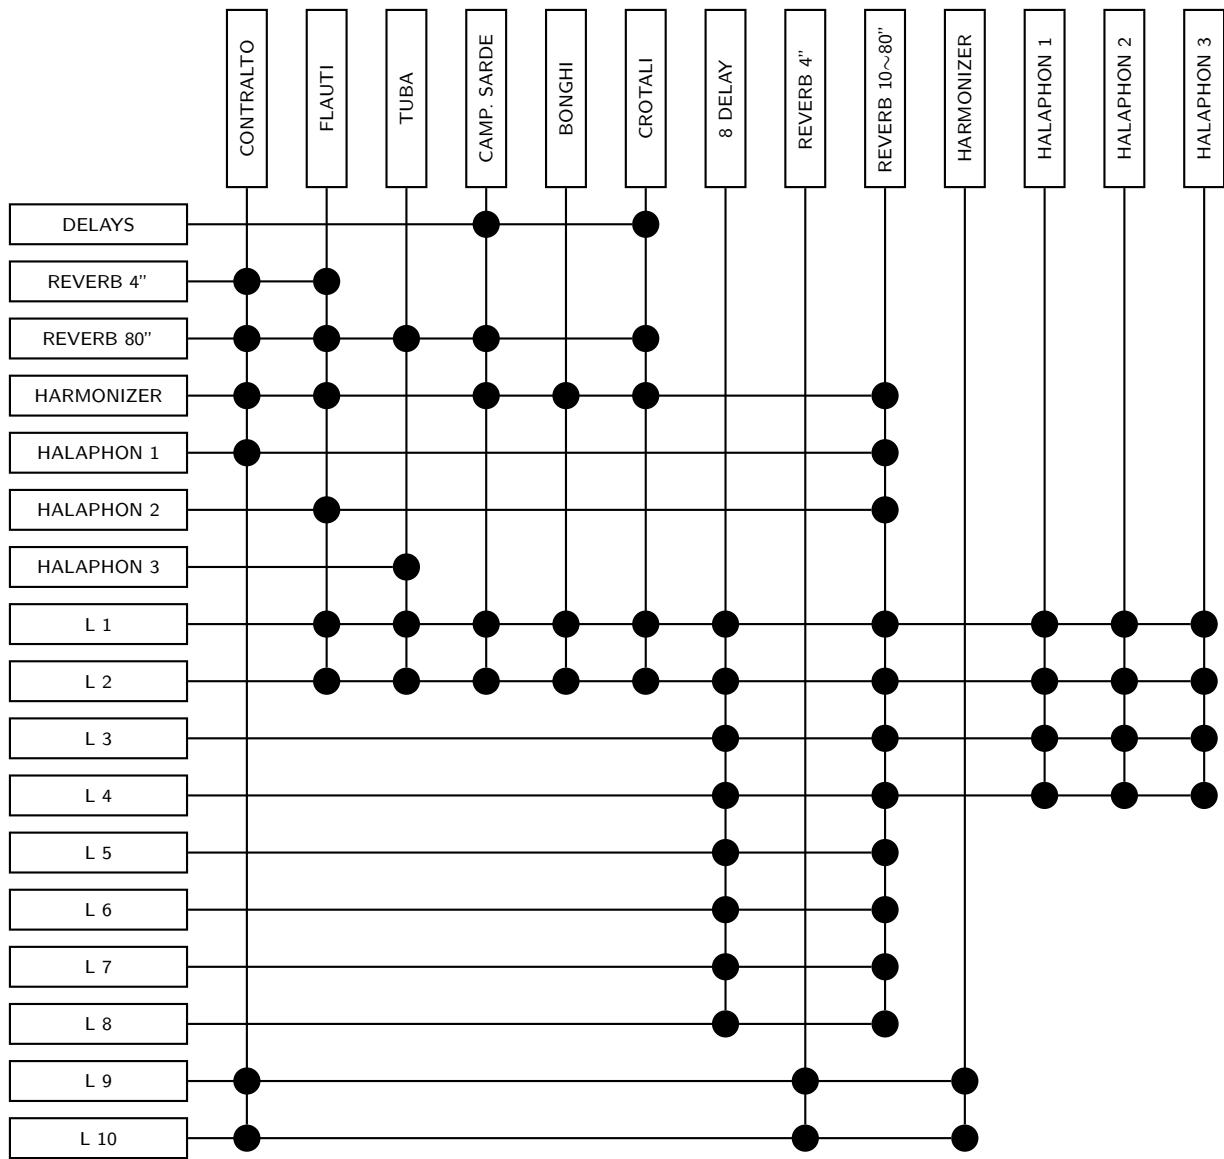 CONTRALTO
FLAUTI
TUBA
CAMP. SARDE
BONGHI
CROTALI
8 DELAY
REVERB 4"
REVERB 10∼80"
HARMONIZER
HALAPHON 1
HALAPHON 2
HALAPHON 3
DELAYS
REVERB 4"
REVERB 80"
HARMONIZER
HALAPHON 1
HALAPHON 2
HALAPHON 3
L 1
L 2
L 3
L 4
L 5
L 6
L 7
L 8
L 9
L 10